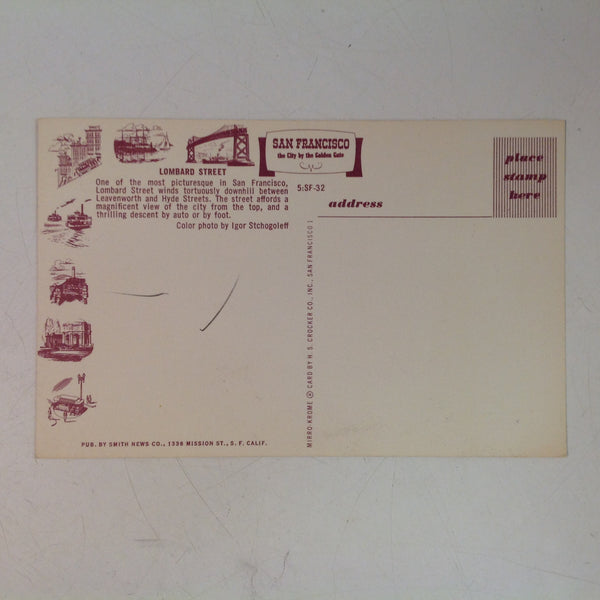 SAN FRANCISCO
the City by the Golden Gate
5:SF-32
place
stamp
here
address
LOMBARD STREET
One of the most picturesque in San Francisco,
Lombard Street winds tortuously downhill between
Leavenworth and Hyde Streets. The street affords a
magnificent view of the city from the top, and a
thrilling descent by auto or by foot.
Color photo by Igor Stchogoleff
MIRRO-KROME ® CARD BY H. S. CROCKER CO., INC., SAN FRANCISCO 1
PUB. BY SMITH NEWS CO., 1336 MISSION ST., S. F. CALIF.